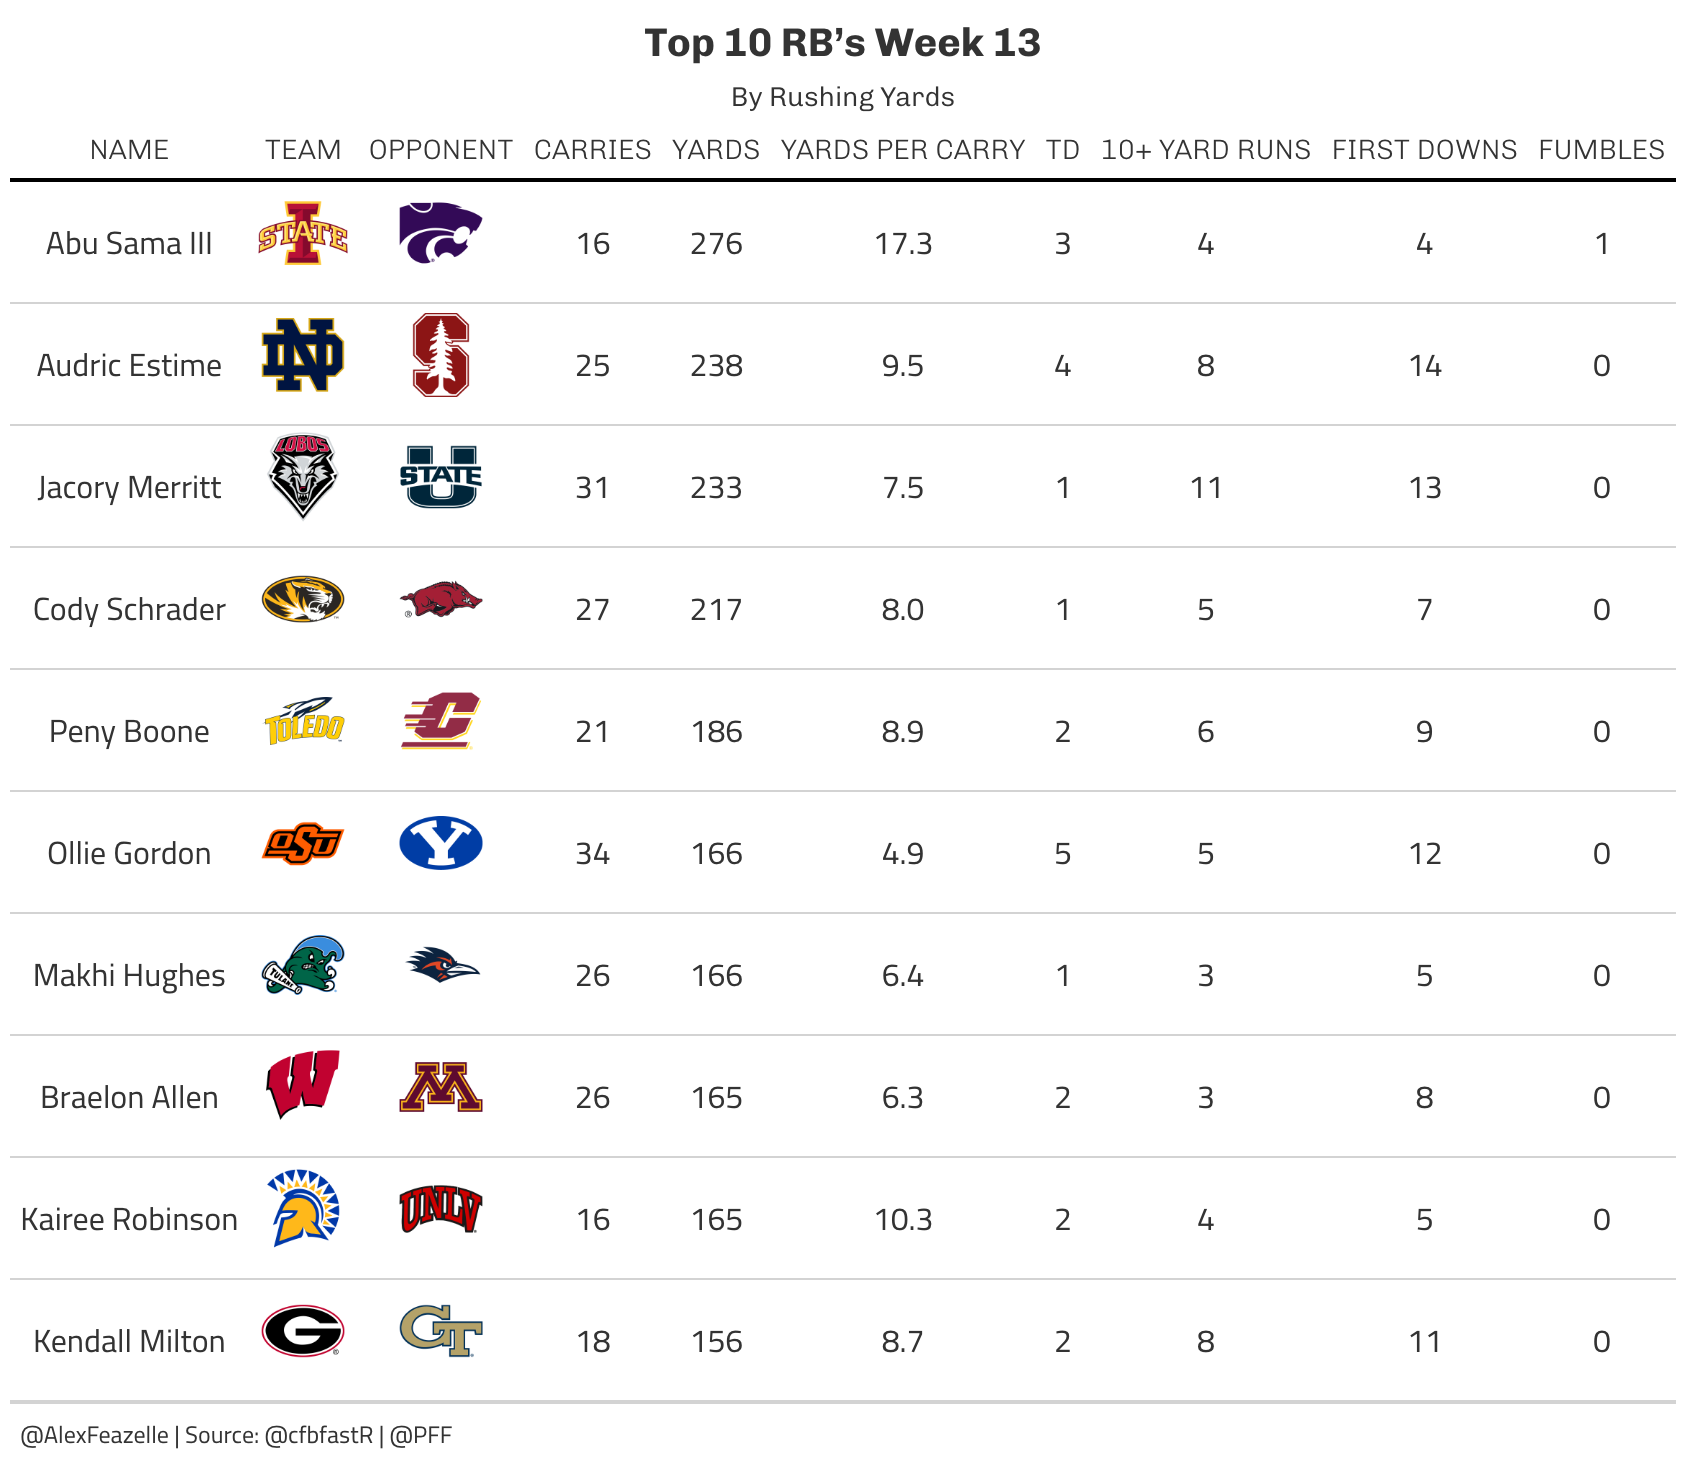 Top 10 RB’s Week 13
By Rushing Yards
NAME TEAM OPPONENT CARRIES YARDS YARDS PER CARRY TD 10+ YARD RUNS FIRST DOWNS FUMBLES
Abu Sama III STATE 16 276 17.3 3 4 4 1
Audric Estime ND S 25 238 9.5 4 8 14 0
Jacory Merritt LOBOS U STATE 31 233 7.5 1 11 13 0
Cody Schrader 27 217 8.0 1 5 7 0
Peny Boone TOLEDO C 21 186 8.9 2 6 9 0
Ollie Gordon OSU Y 34 166 4.9 5 5 12 0
Makhi Hughes TULANE 26 166 6.4 1 3 5 0
Braelon Allen W M 26 165 6.3 2 3 8 0
Kairee Robinson UNLV 16 165 10.3 2 4 5 0
Kendall Milton G GT 18 156 8.7 2 8 11 0
@AlexFeazelle | Source: @cfbfastR | @PFF